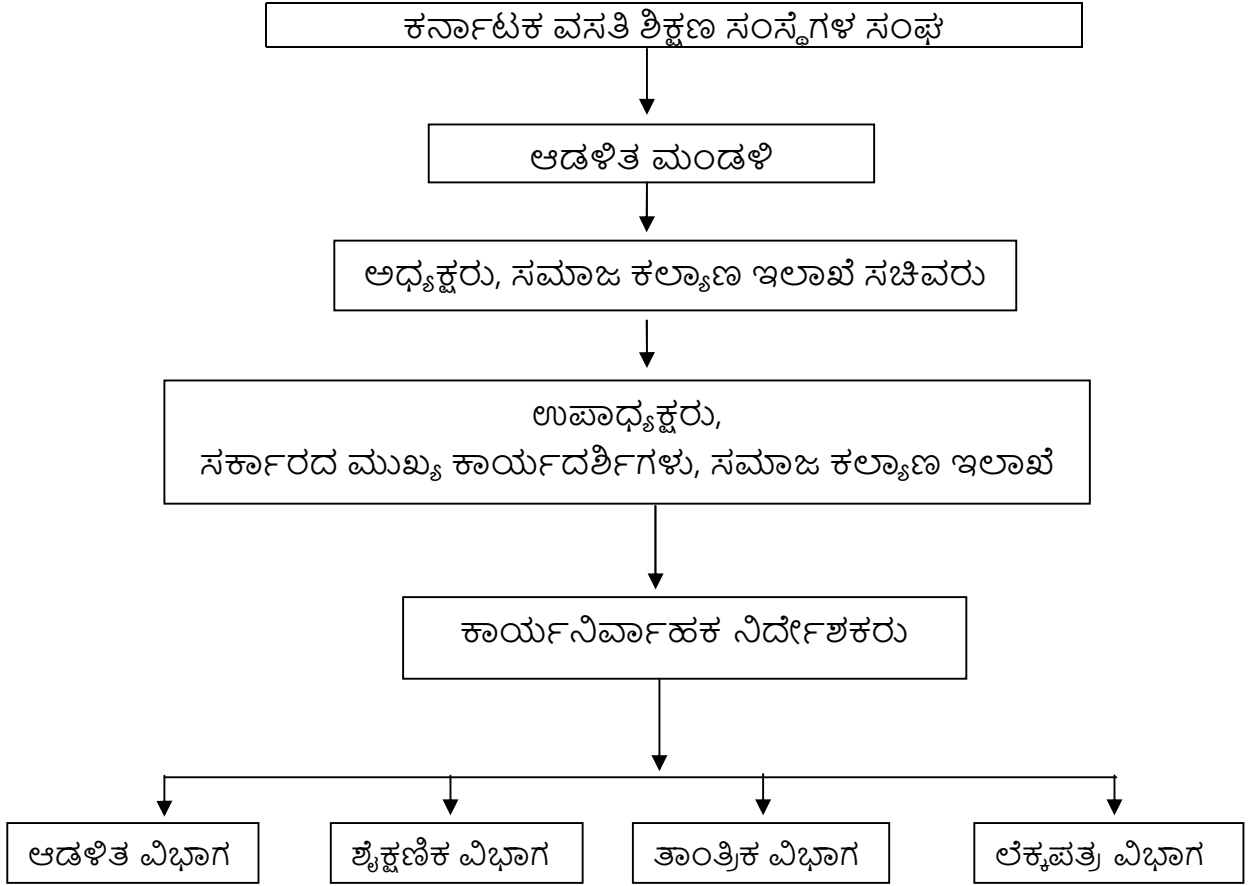 ಕರ್ನಾಟಕ ವಸತಿ ಶಿಕ್ಷಣ ಸಂಸ್ಥೆಗಳ ಸಂಘ
ಆಡಳಿತ ಮಂಡಳಿ
ಅಧ್ಯಕ್ಷರು, ಸಮಾಜ ಕಲ್ಯಾಣ ಇಲಾಖೆ ಸಚಿವರು
ಉಪಾಧ್ಯಕ್ಷರು,
ಸರ್ಕಾರದ ಮುಖ್ಯ ಕಾರ್ಯದರ್ಶಿಗಳು, ಸಮಾಜ ಕಲ್ಯಾಣ ಇಲಾಖೆ
ಕಾರ್ಯನಿರ್ವಾಹಕ ನಿರ್ದೇಶಕರು
ಆಡಳಿತ ವಿಭಾಗ
ಶೈಕ್ಷಣಿಕ ವಿಭಾಗ
ತಾಂತ್ರಿಕ ವಿಭಾಗ
ಲೆಕ್ಕಪತ್ರ ವಿಭಾಗ